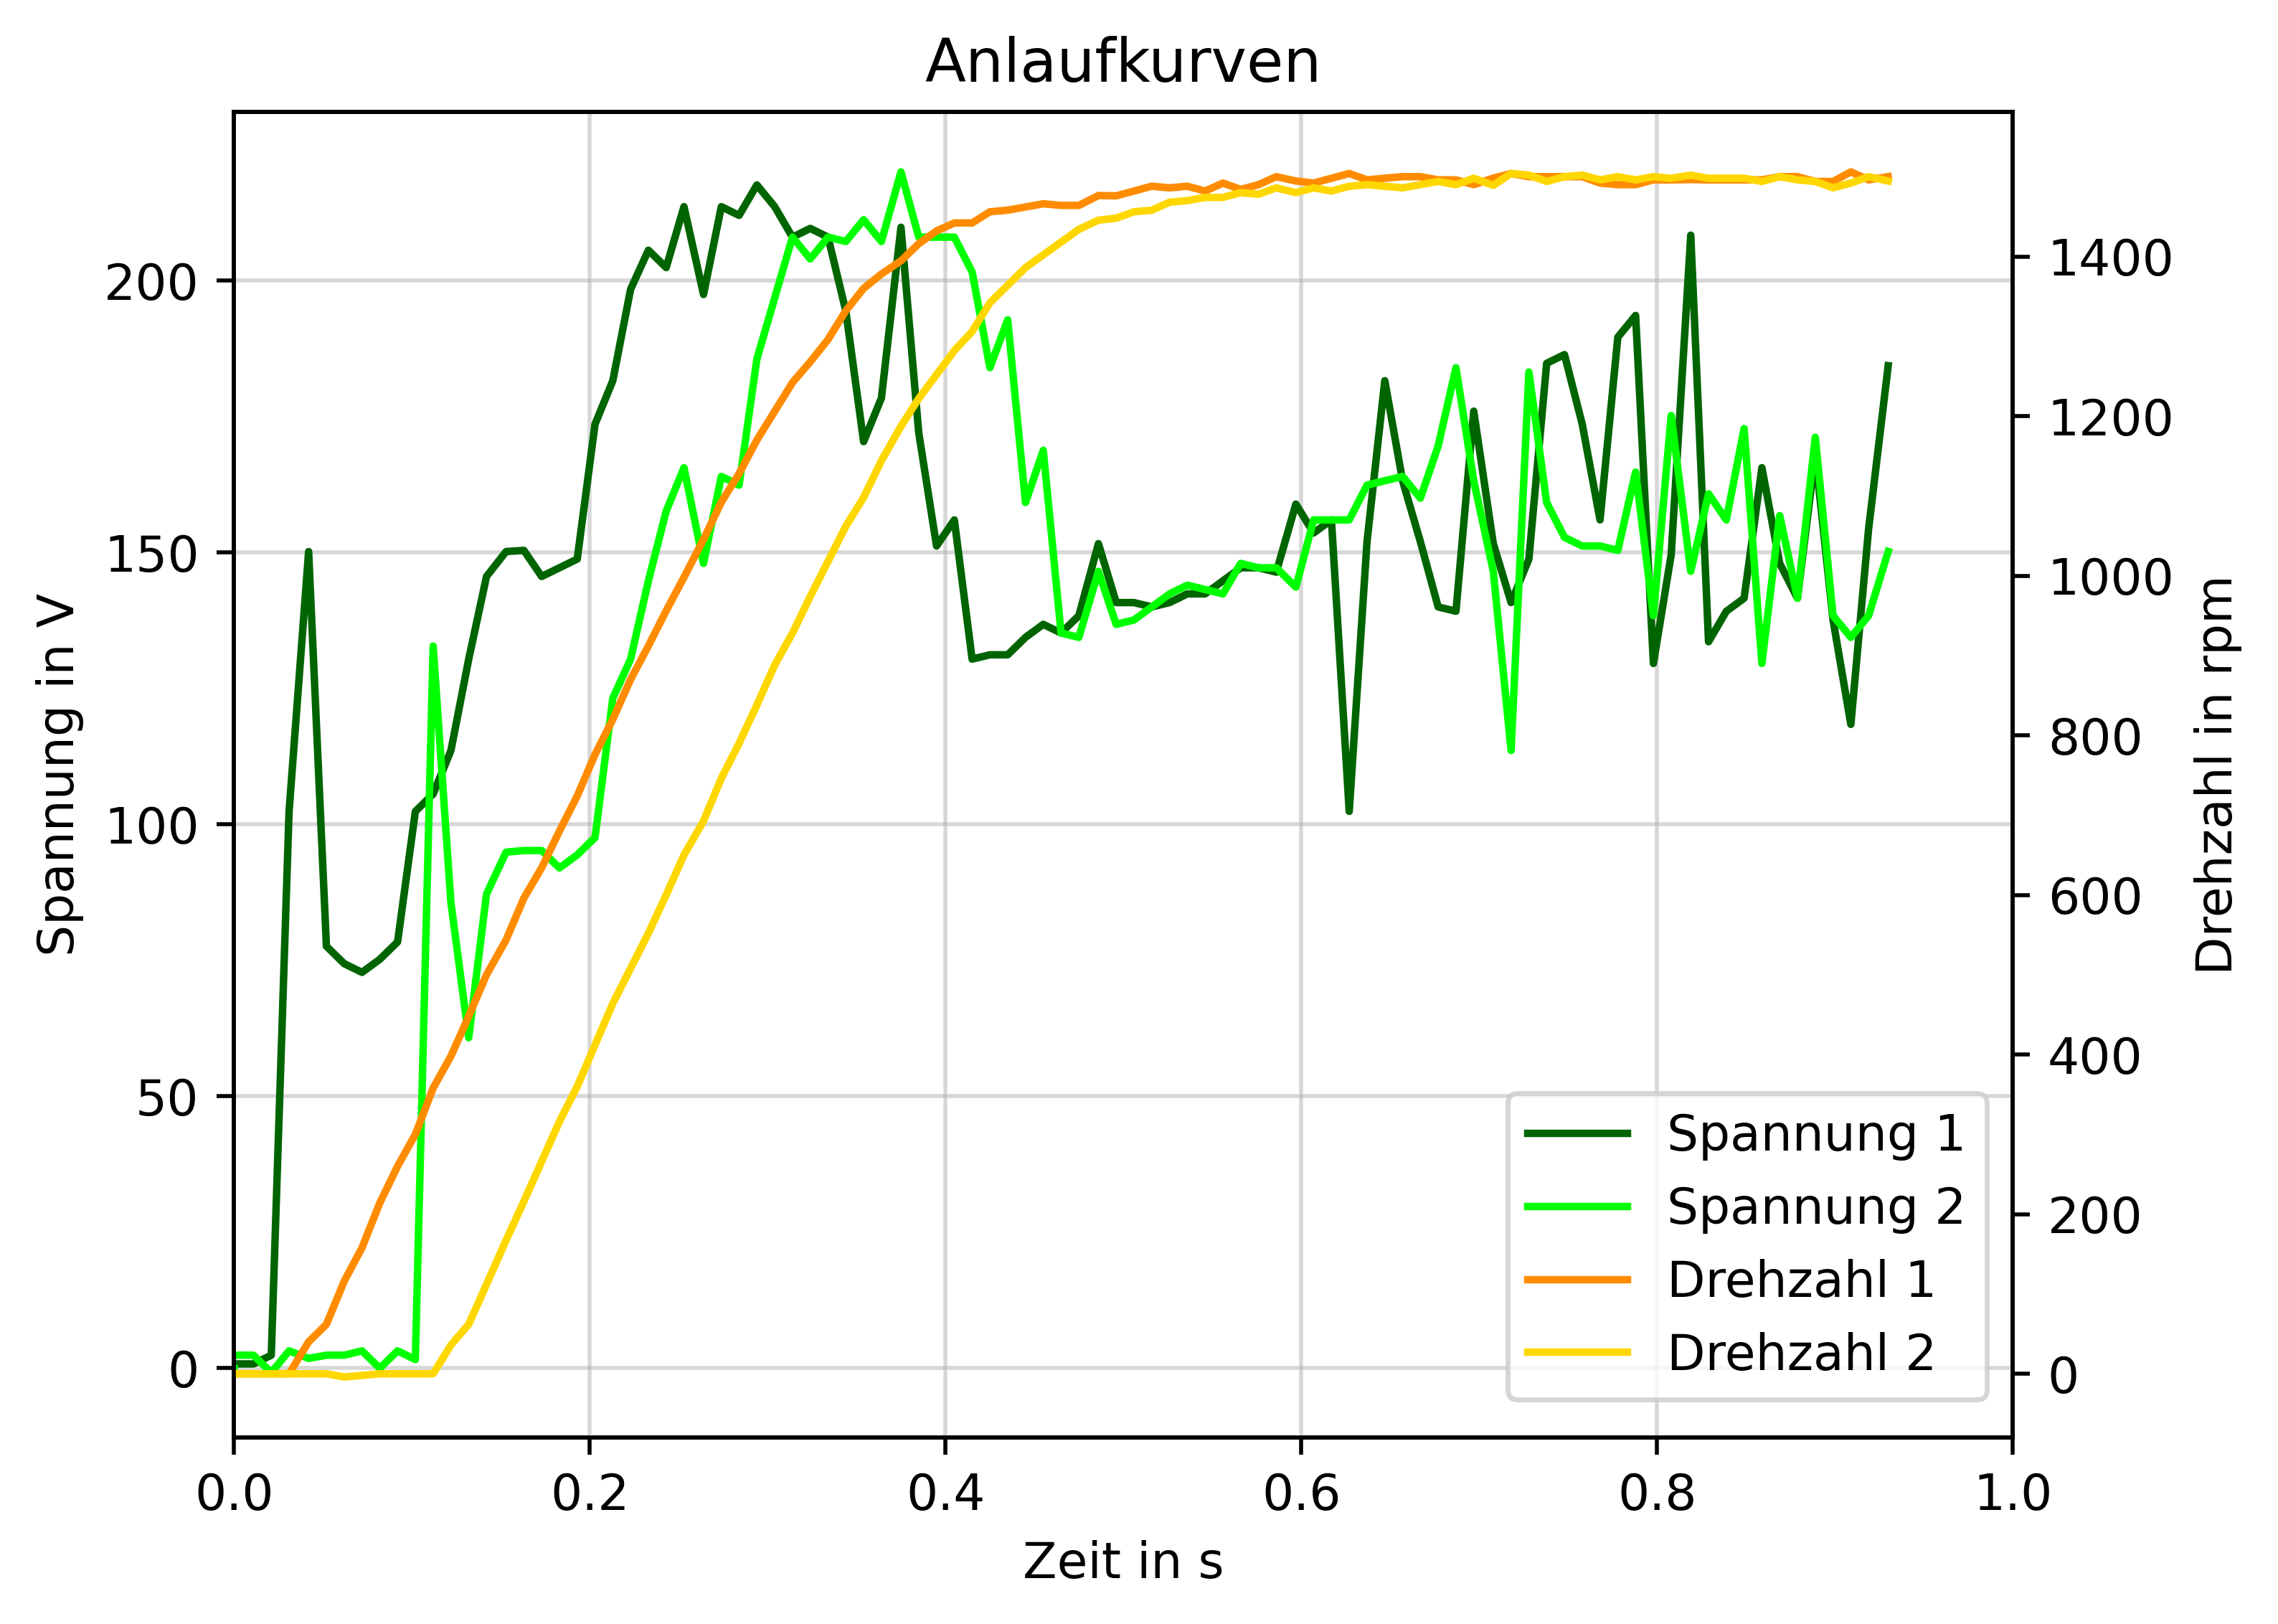 Anlaufkurven
Spannung in V
200
150
100
50
0
1400
1200
1000
800
600
400
200
0
Drehzahl in rpm
Spannung 1
Spannung 2
Drehzahl 1
Drehzahl 2
0.0 0.2 0.4 0.6 0.8 1.0
Zeit in s